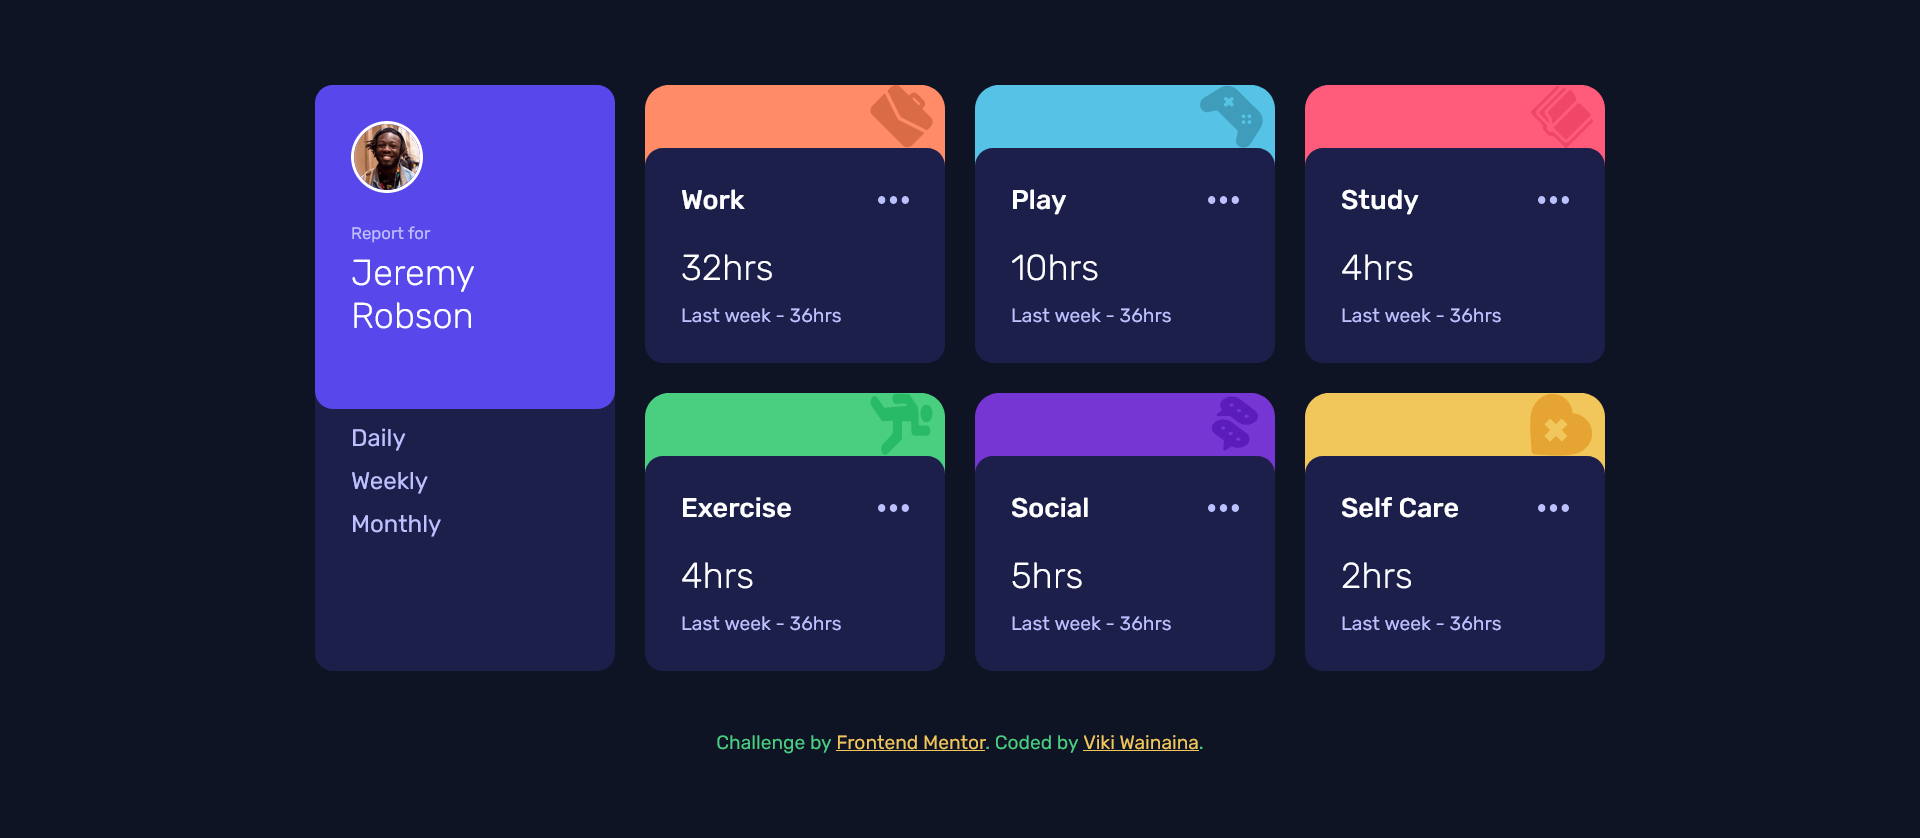 Report for
Jeremy
Robson
Daily
Weekly
Monthly
Work
32hrs
Last week - 36hrs
Play
10hrs
Last week - 36hrs
Study
4hrs
Last week - 36hrs
Exercise
4hrs
Last week - 36hrs
Social
5hrs
Last week - 36hrs
Self Care
2hrs
Last week - 36hrs
Challenge by Frontend Mentor. Coded by Viki Wainaina.